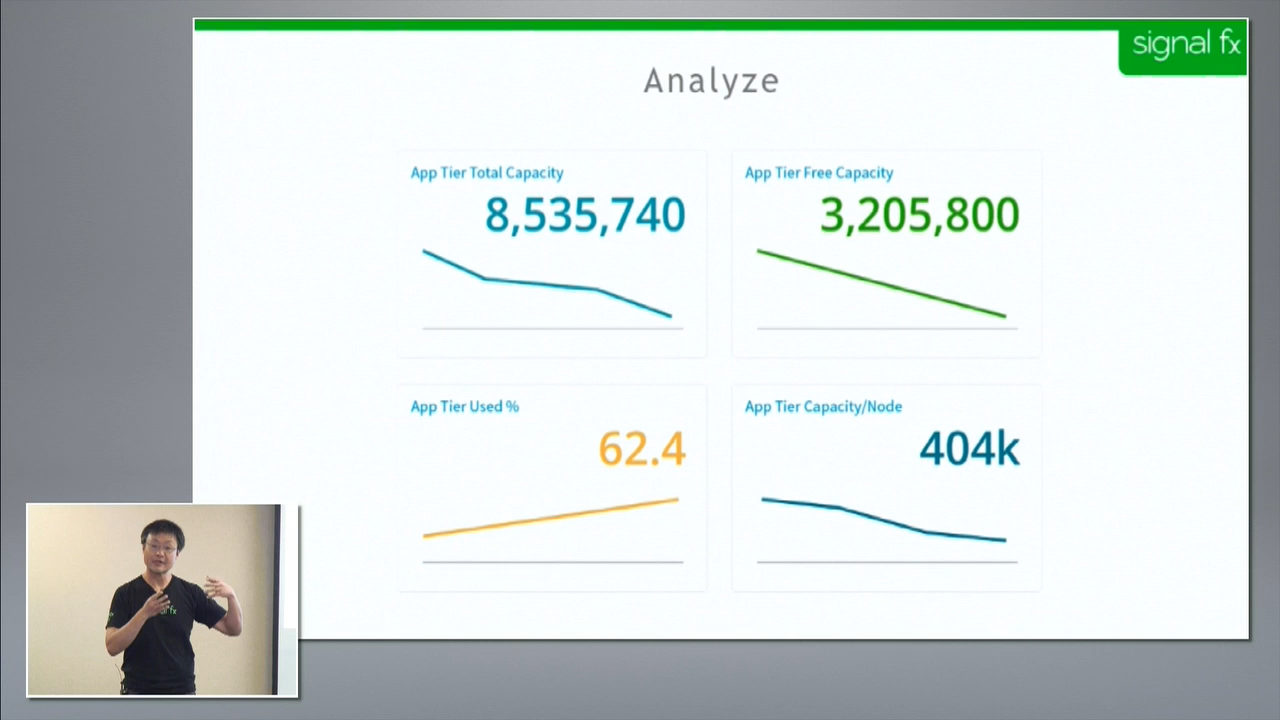 signal fx
Analyze
App Tier Total Capacity
8,535,740
App Tier Free Capacity
3,205,800
App Tier Used %
62.4
App Tier Capacity/Node
404k